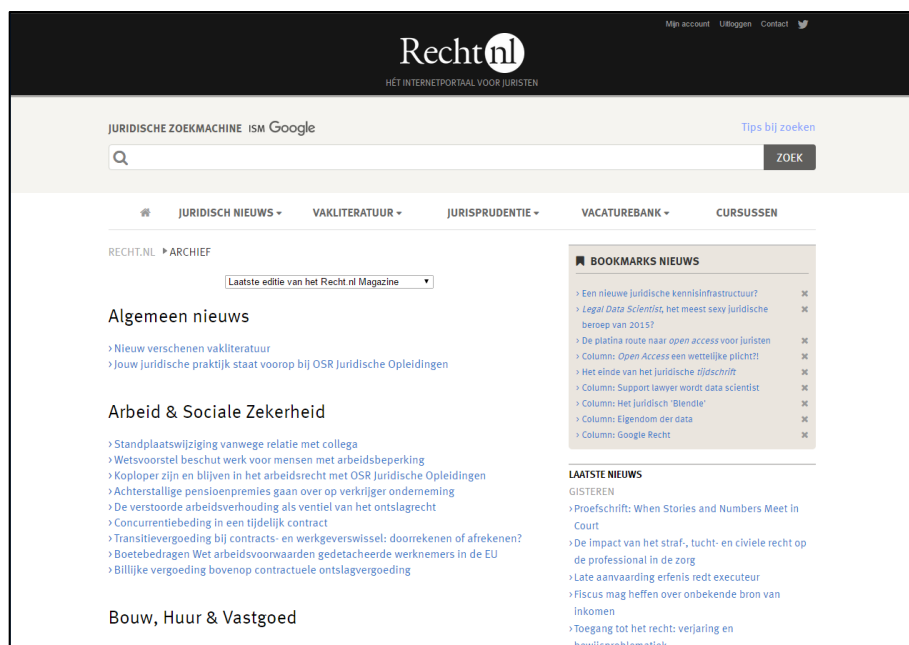 Mijn account Uitloggen Contact
Recht nl
HÉT INTERNETPORTAAL VOOR JURISTEN
JURIDISCHE ZOEKMACHINE ISM Google
Tips bij zoeken
ZOEK
JURIDISCH NIEUWS VAKLITERATUUR JURISPRUDENTIE VACATUREBANK CURSUSSEN
RECHT.NL ARCHIEF
Laatste editie van het Recht.nl Magazine
Algemeen nieuws
› Nieuw verschenen vakliteratuur
› Jouw juridische praktijk staat voorop bij OSR Juridische Opleidingen
Arbeid & Sociale Zekerheid
› Standplaatswijziging vanwege relatie met collega
› Wetsvoorstel beschut werk voor mensen met arbeidsbeperking
› Koploper zijn en blijven in het arbeidsrecht met OSR Juridische Opleidingen
› Achterstallige pensioenpremies gaan over op verkrijger onderneming
› De verstoorde arbeidsverhouding als ventiel van het ontslagrecht
› Concurrentiebeding in een tijdelijk contract
› Transitievergoeding bij contracts- en werkgeverswissel: doorrekenen of afrekenen?
› Boetebedragen Wet arbeidsvoorwaarden gedetacheerde werknemers in de EU
› Billijke vergoeding bovenop contractuele ontslagvergoeding
Bouw, Huur & Vastgoed
BOOKMARKS NIEUWS
› Een nieuwe juridische kennisinfrastructuur?
› Legal Data Scientist, het meest sexy juridische
beroep van 2015?
› De platina route naar open access voor juristen
› Column: Open Access een wettelijke plicht?!
› Het einde van het juridische tijdschrift
› Column: Support lawyer wordt data scientist
› Column: Het juridisch 'Blendle'
› Column: Eigendom der data
› Column: Google Recht
LAATSTE NIEUWS
GISTEREN
› Proefschrift: When Stories and Numbers Meet in
Court
› De impact van het straf-, tucht- en civiele recht op
de professional in de zorg
› Late aanvaarding erfenis redt executeur
› Fiscus mag heffen over onbekende bron van
inkomen
› Toegang tot het recht: verjaring en